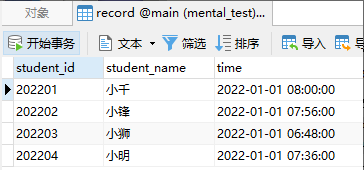 对象 record @main (mental_test)...
开始事务 文本 筛选 排序 导入 导
student_id student_name time
202201 小千 2022-01-01 08:00:00
202202 小锋 2022-01-01 07:56:00
202203 小狮 2022-01-01 06:48:00
202204 小明 2022-01-01 07:36:00